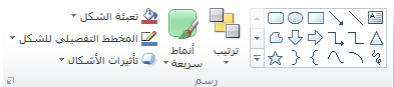 تعبئة الشكل
المخطط التفصيلي للشكل
تأثيرات الأشكال
أنماط
سريعة
ترتيب
رسم